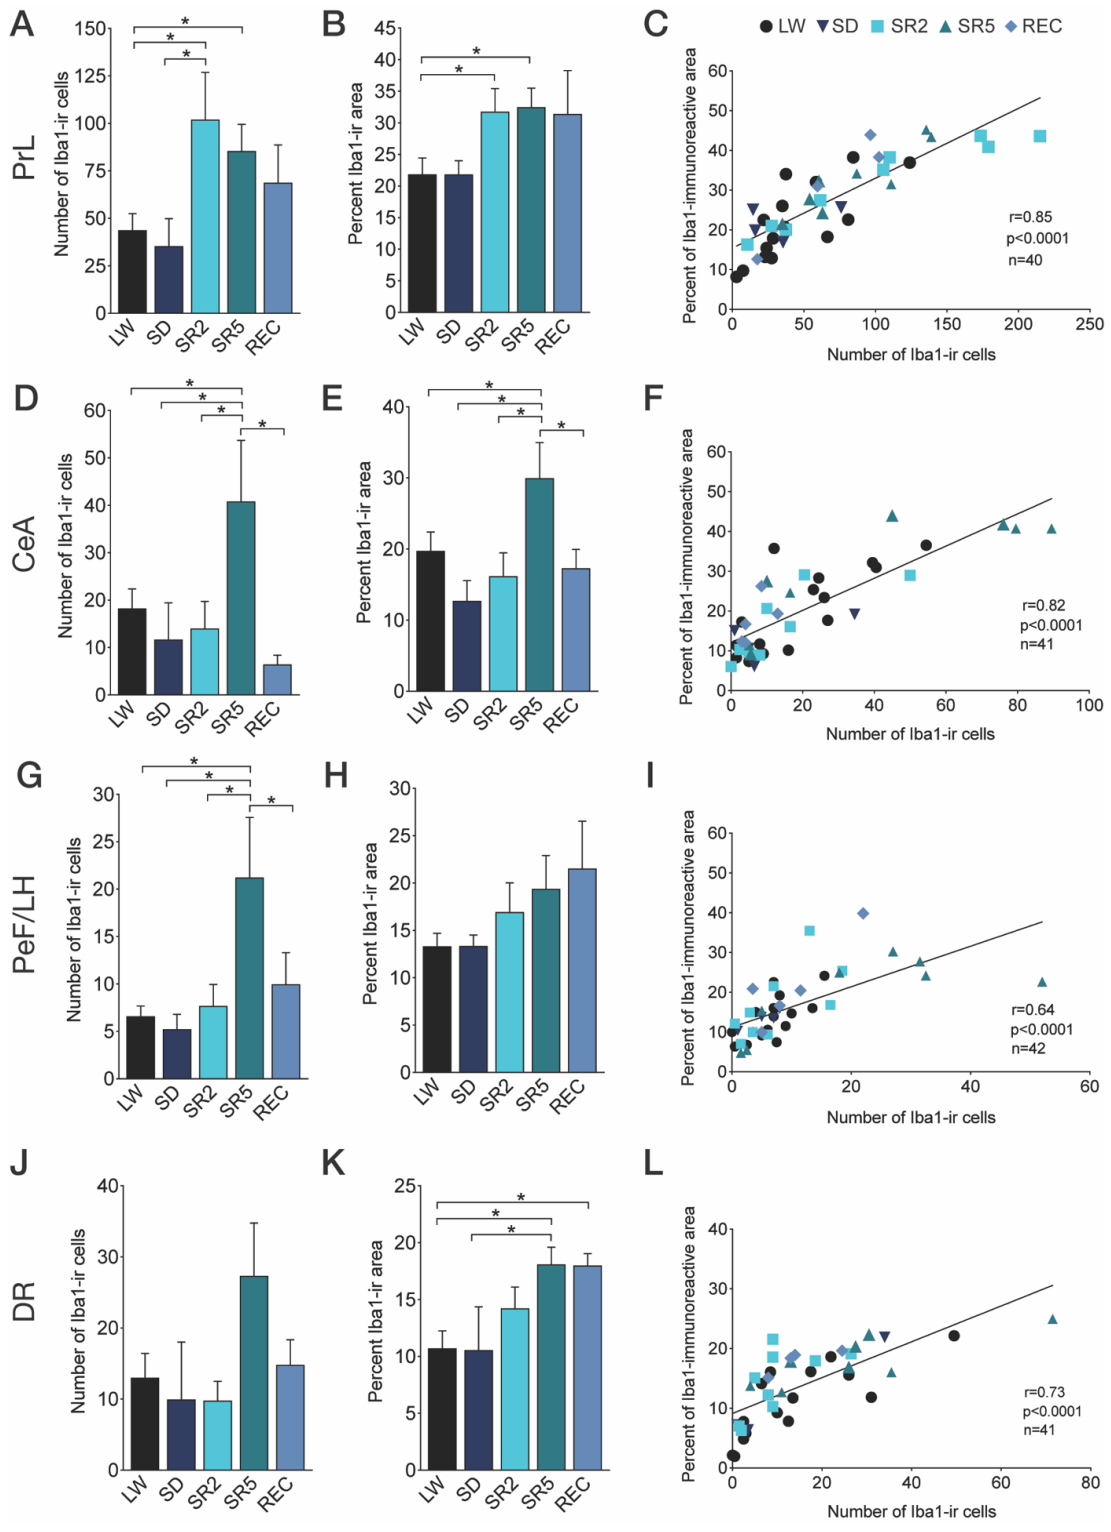 A
150
125
100
75
50
25
0
Number of Iba1-ir cells
* * *
LW SD SR2 SR5 REC
PrL
B
45
40
35
30
25
20
15
10
5
0
Percent Iba1-ir area
* *
LW SD SR2 SR5 REC
C
LW SD SR2 SR5 REC
60
50
40
30
20
10
0
Percent of Iba1-immunoreactive area
r=0.85
p<0.0001
n=40
0 50 100 150 200 250
Number of Iba1-ir cells
D
60
50
40
30
20
10
0
Number of Iba1-ir cells
* * * *
LW SD SR2 SR5 REC
CeA
E
40
30
20
10
0
Percent Iba1-ir area
* * * *
LW SD SR2 SR5 REC
F
60
50
40
30
20
10
0
Percent of Iba1-immunoreactive area
r=0.82
p<0.0001
n=41
0 20 40 60 80 100
Number of Iba1-ir cells
G
30
25
20
15
10
5
0
Number of Iba1-ir cells
* * * *
LW SD SR2 SR5 REC
PeF/LH
H
30
25
20
15
10
5
0
Percent Iba1-ir area
LW SD SR2 SR5 REC
I
60
50
40
30
20
10
0
Percent of Iba1-immunoreactive area
r=0.64
p<0.0001
n=42
0 20 40 60
Number of Iba1-ir cells
J
40
30
20
10
0
Number of Iba1-ir cells
LW SD SR2 SR5 REC
DR
K
25
20
15
10
5
0
Percent Iba1-ir area
* * *
LW SD SR2 SR5 REC
L
40
30
20
10
0
Percent of Iba1-immunoreactive area
r=0.73
p<0.0001
n=41
0 20 40 60 80
Number of Iba1-ir cells